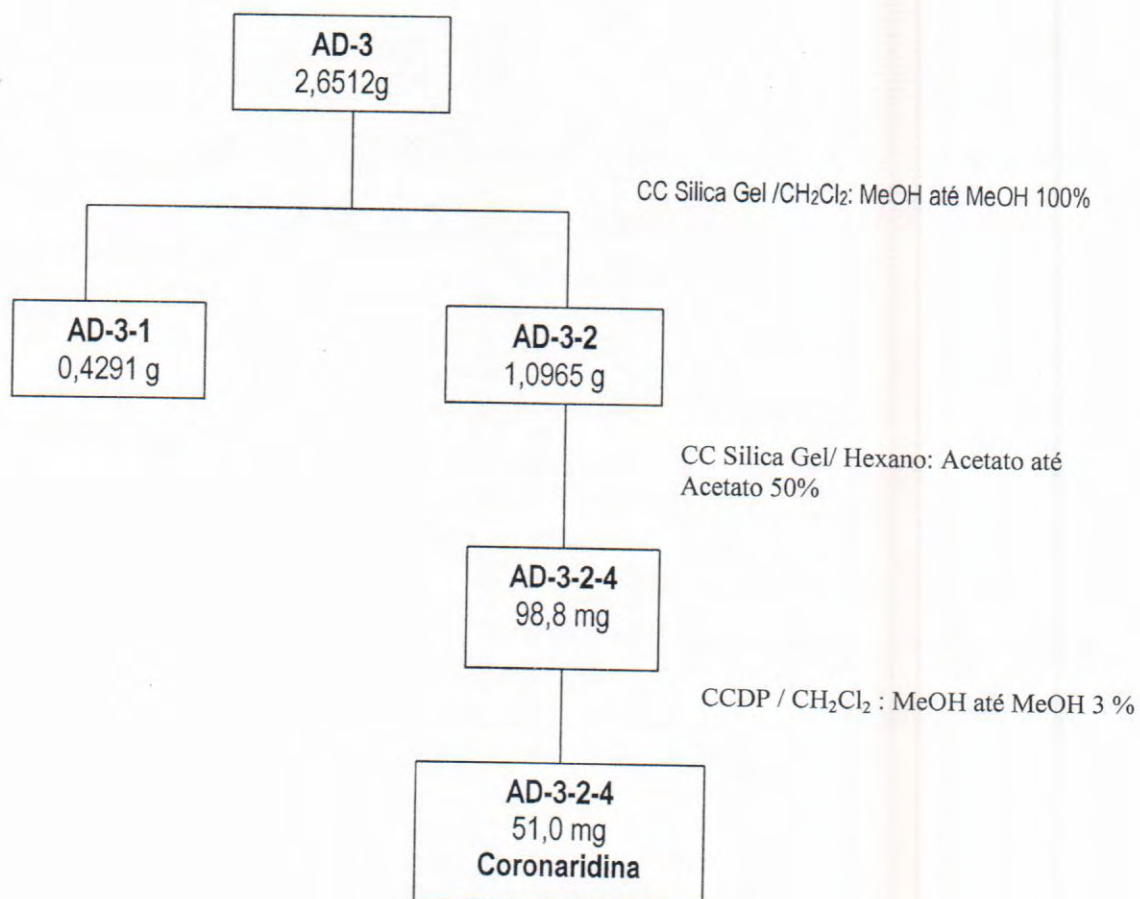 AD-3
2,6512g
CC Silica Gel /CH₂Cl₂: MeOH até MeOH 100%
AD-3-1
0,4291 g
AD-3-2
1,0965 g
CC Silica Gel/ Hexano: Acetato até
Acetato 50%
AD-3-2-4
98,8 mg
CCDP / CH₂Cl₂ : MeOH até MeOH 3 %
AD-3-2-4
51,0 mg
Coronaridina